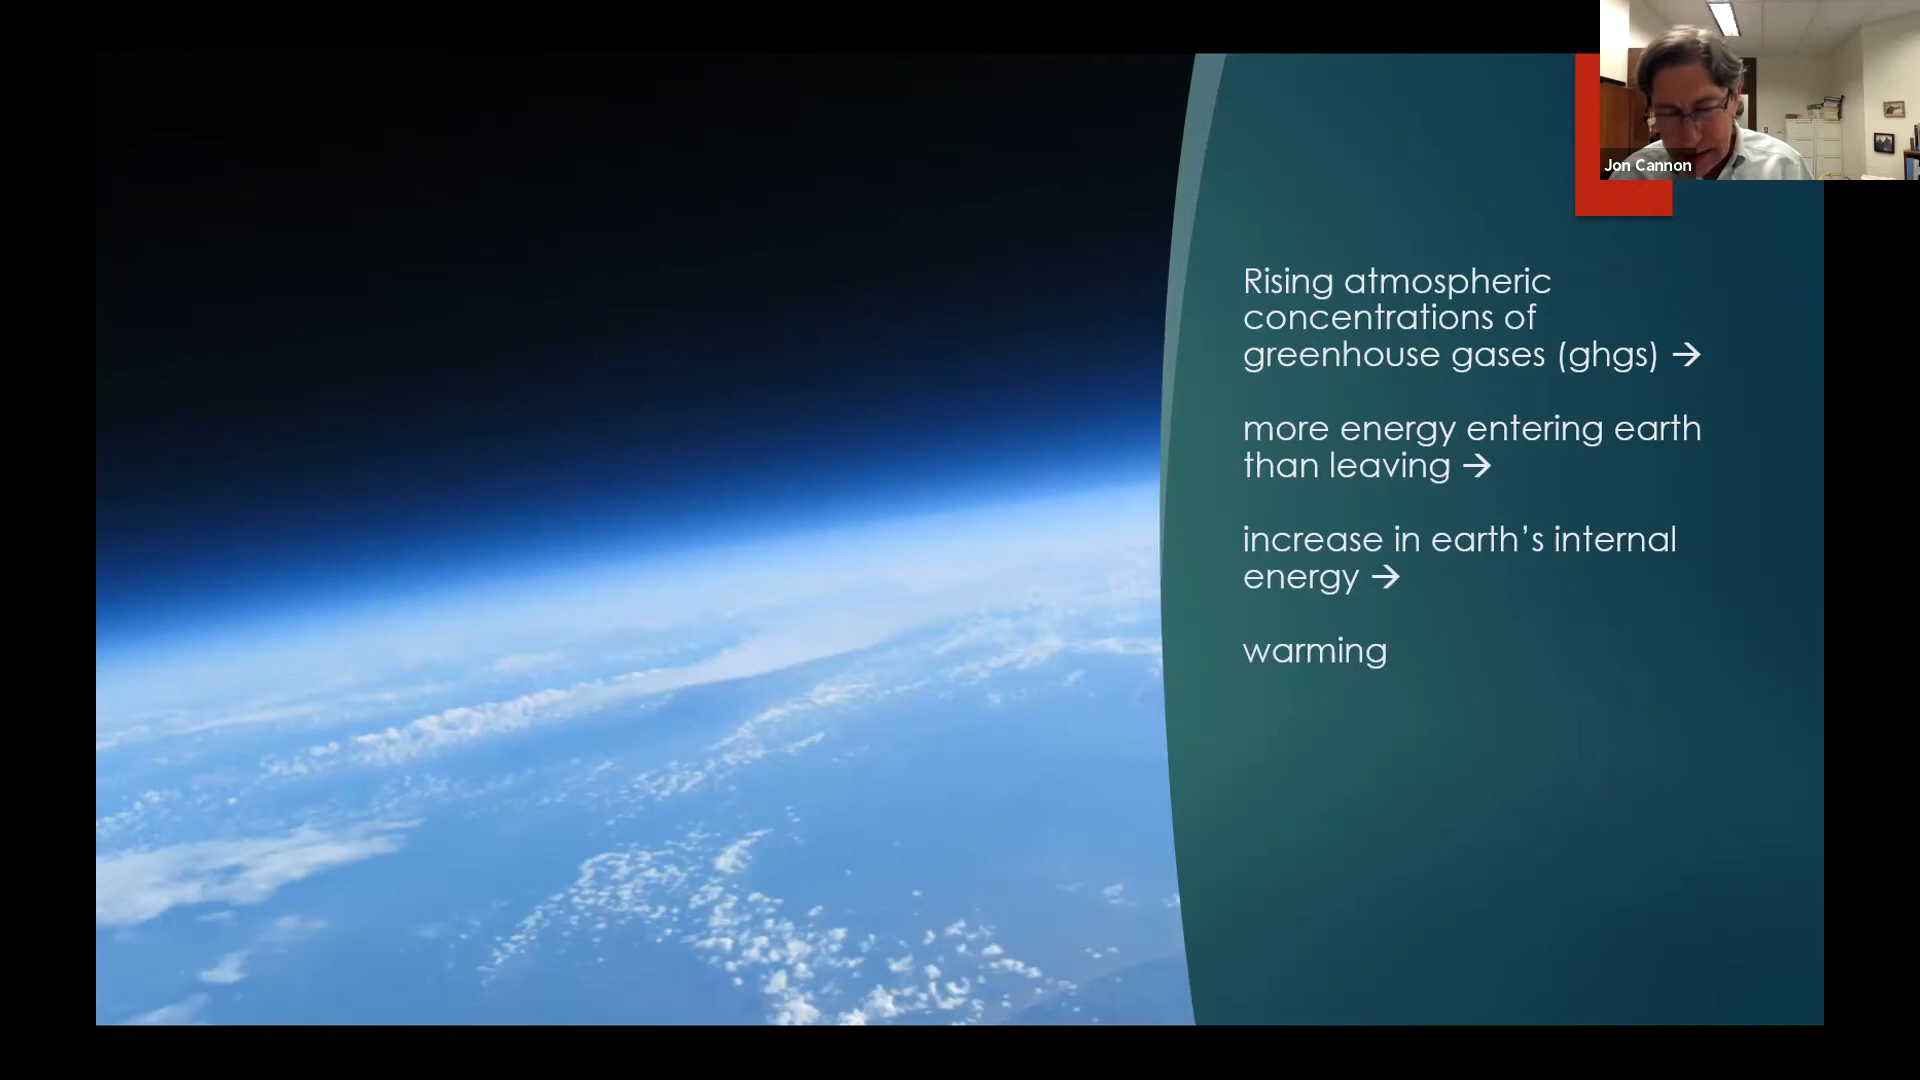 Jon Cannon
Rising atmospheric
concentrations of
greenhouse gases (ghgs) →
more energy entering earth
than leaving →
increase in earth’s internal
energy →
warming